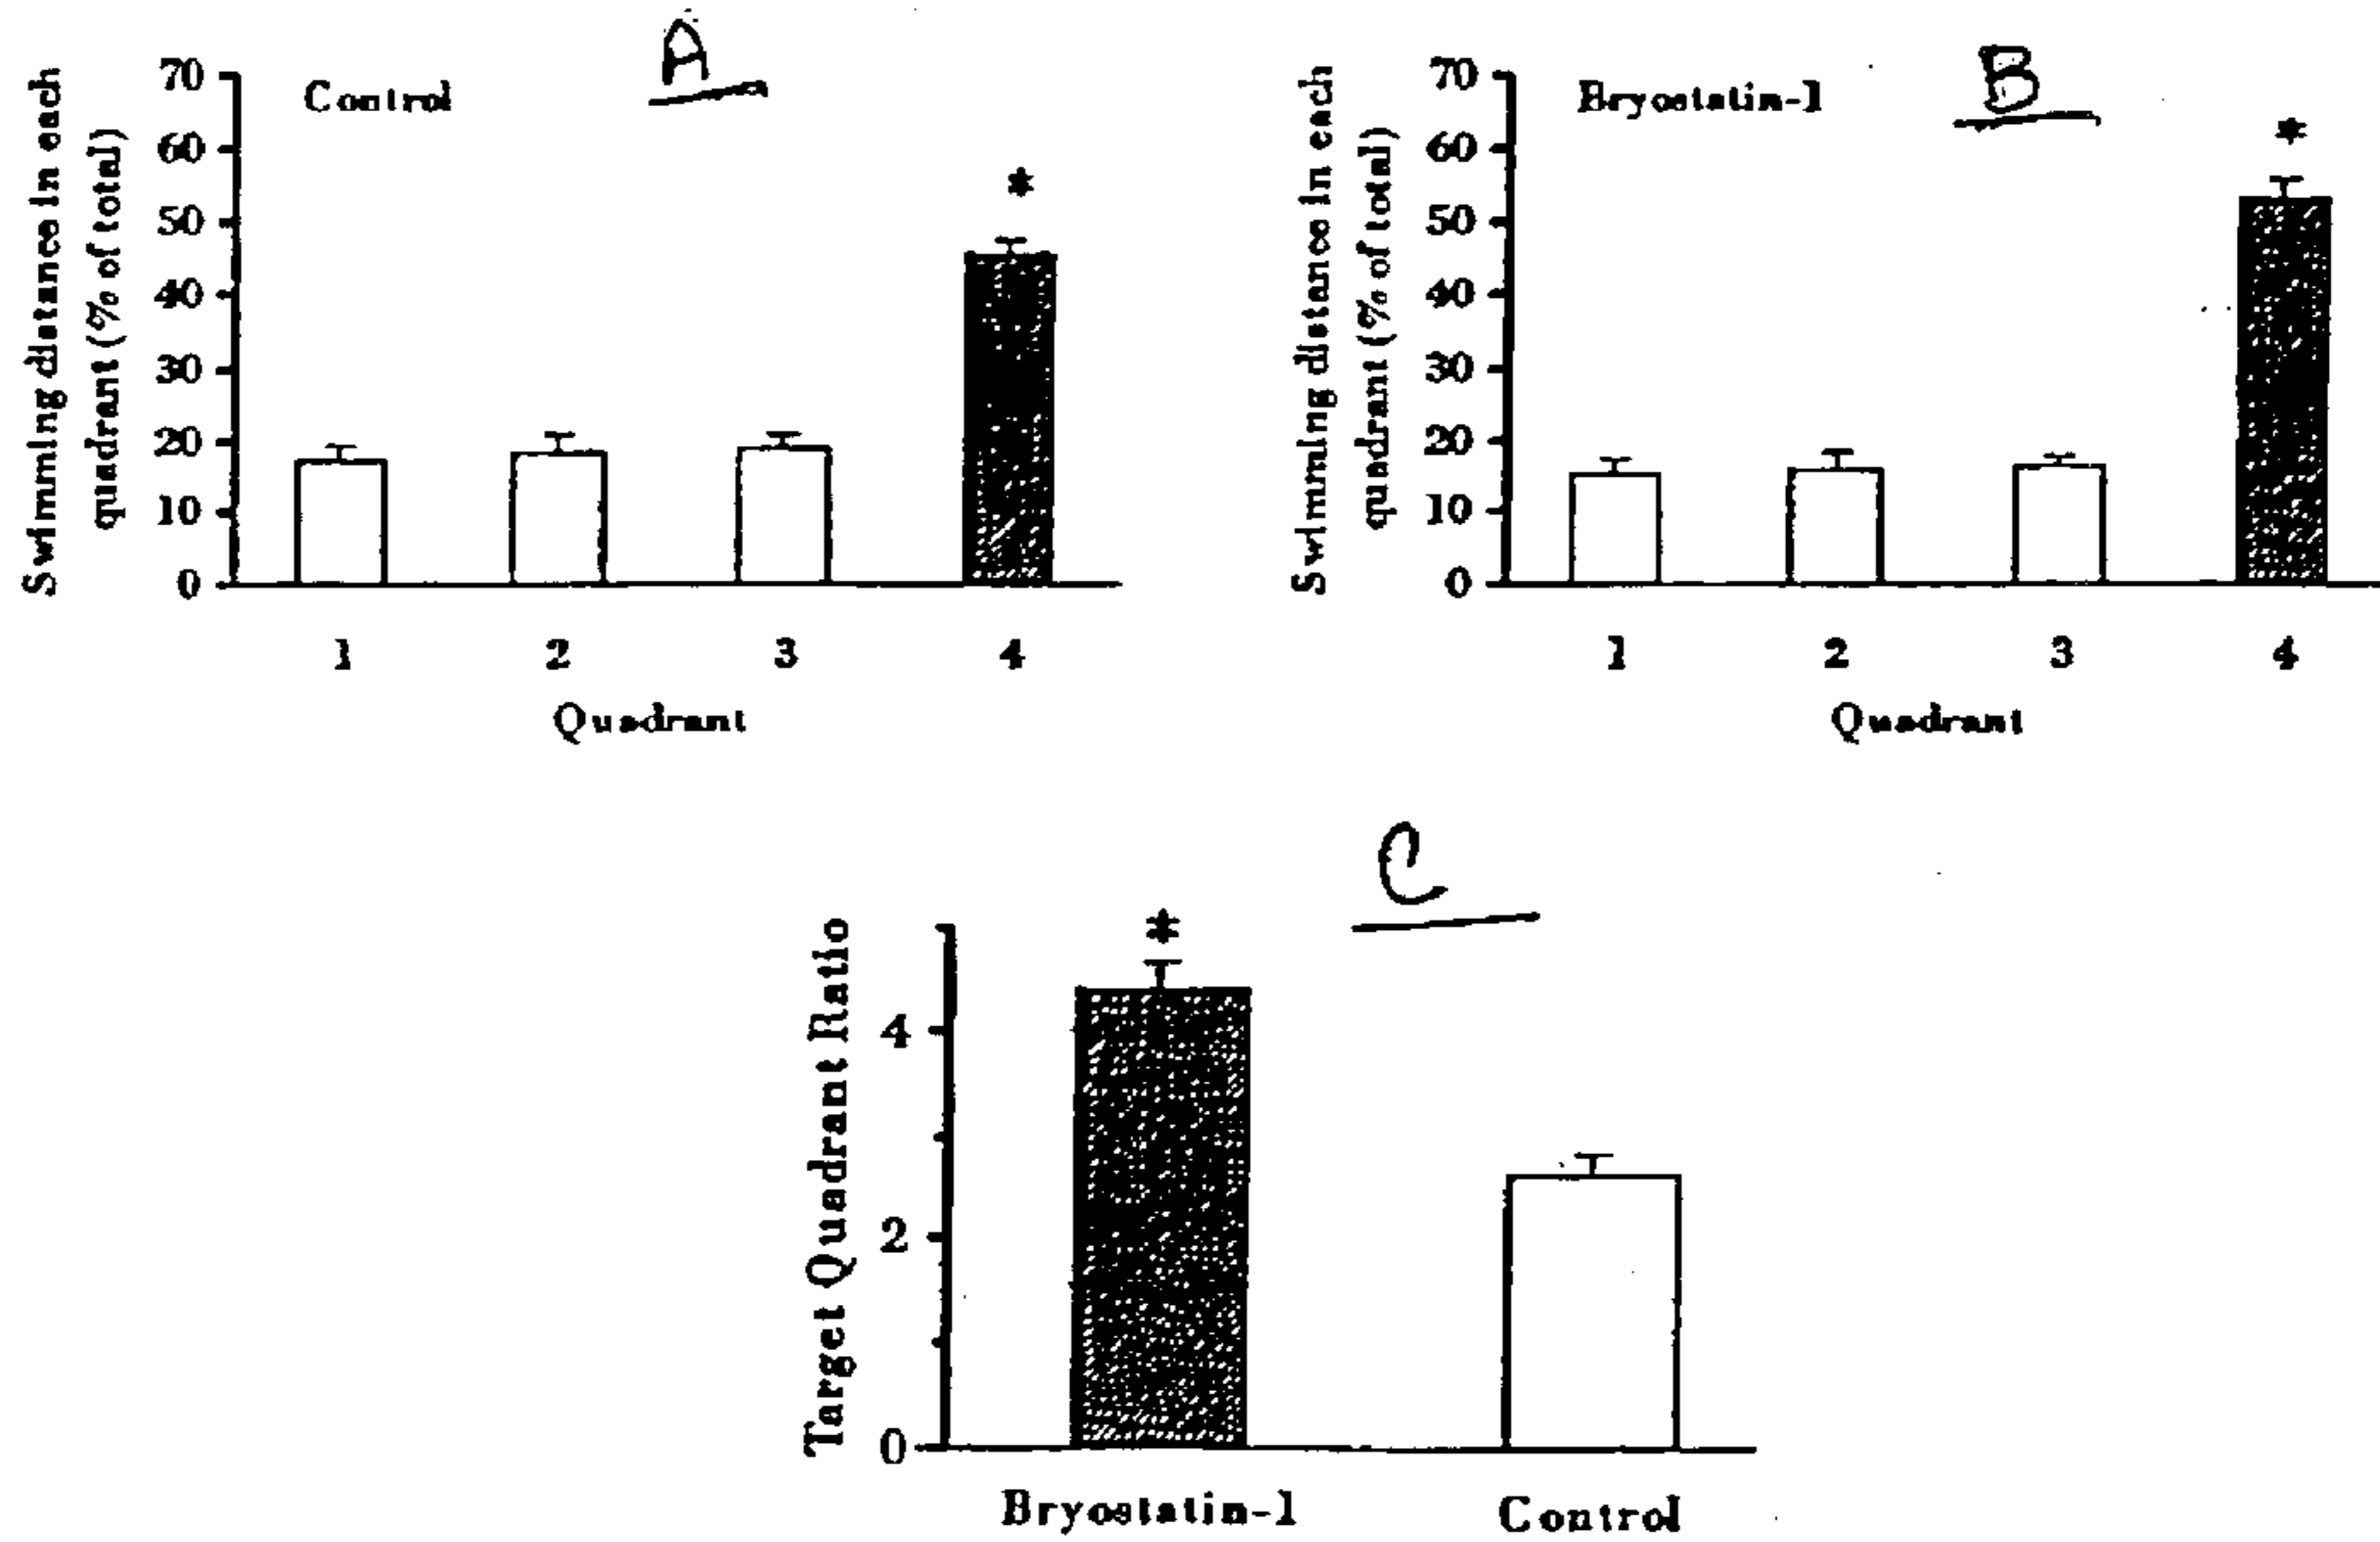 A
Control
Swimming distance in each
quadrant (% of total)
70
60
50
40
30
20
10
0
*
1 2 3 4
Quadrant
B
Bryostatin-1
Swimming distance in each
quadrant (% of total)
70
60
50
40
30
20
10
0
*
1 2 3 4
Quadrant
C
Target Quadrant Ratio
*
4
2
0
Bryostatin-1 Control